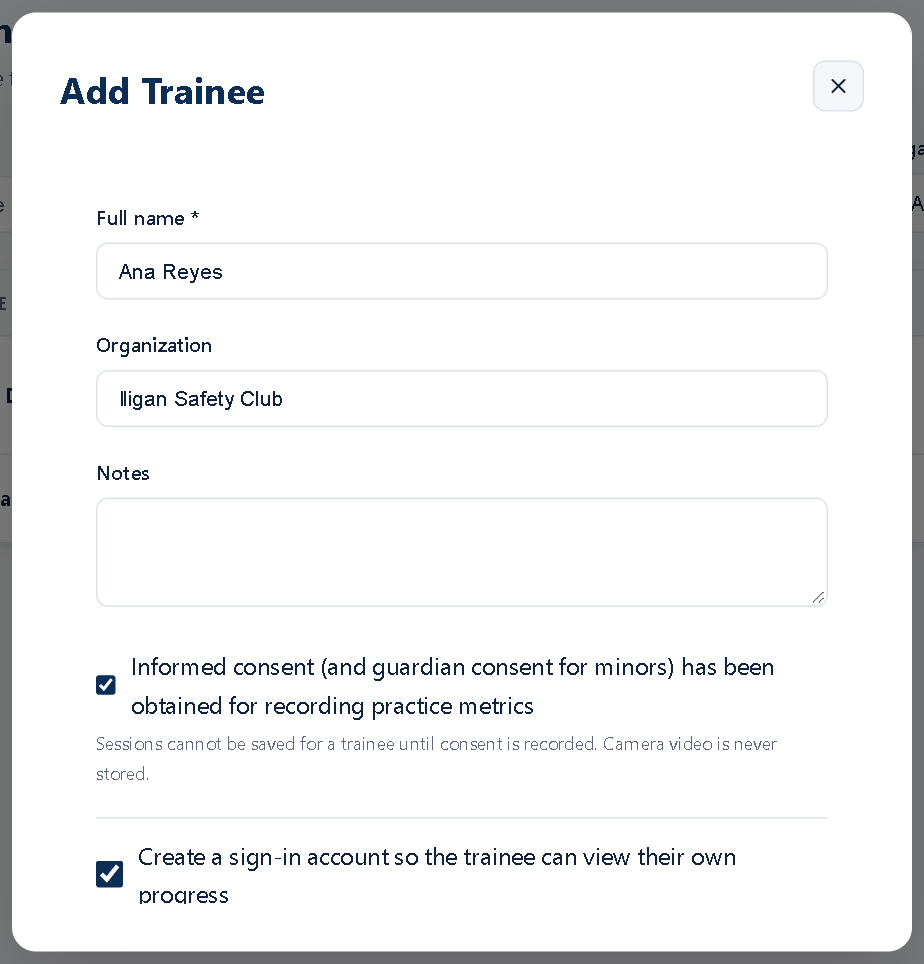 Add Trainee
Full name *
Ana Reyes
Organization
Iligan Safety Club
Notes
Informed consent (and guardian consent for minors) has been
obtained for recording practice metrics
Sessions cannot be saved for a trainee until consent is recorded. Camera video is never
stored.
Create a sign-in account so the trainee can view their own
progress